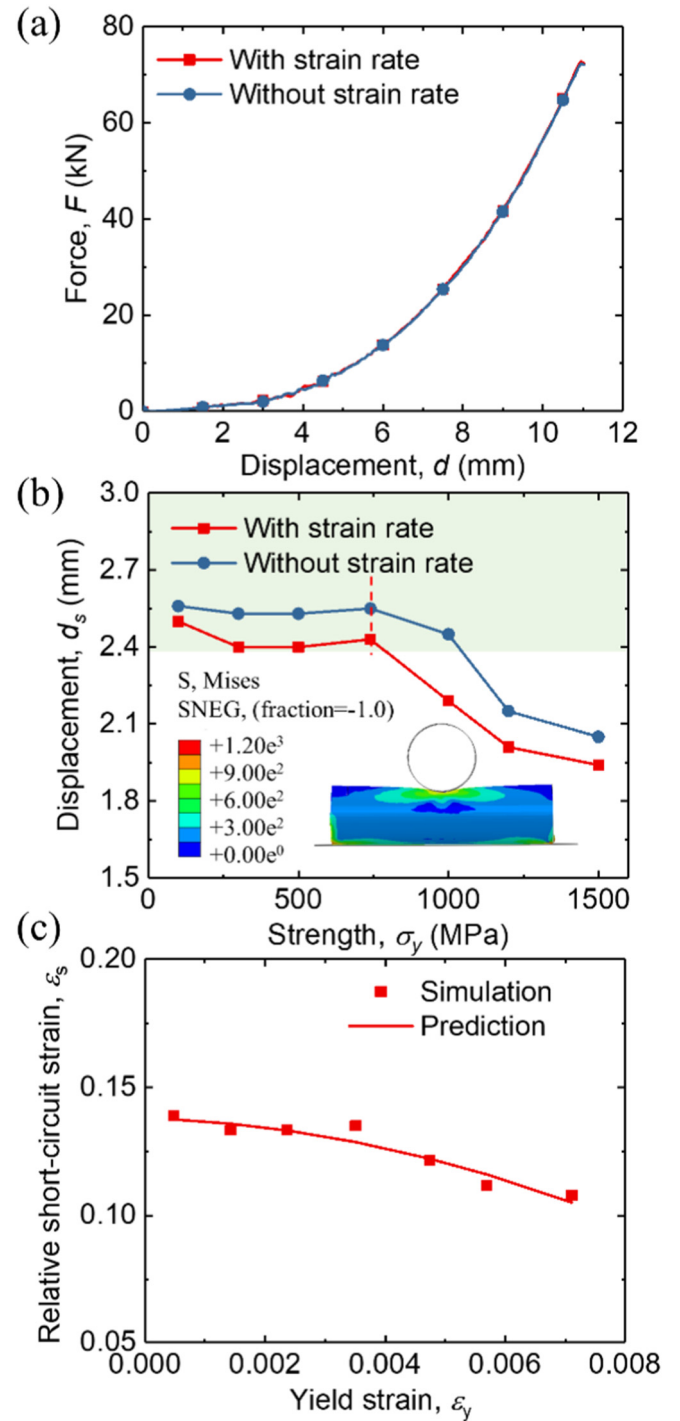 (a)
80
60
40
20
0
Force, F (kN)
With strain rate
Without strain rate
0 2 4 6 8 10 12
Displacement, d (mm)
(b)
3.0
2.7
2.4
2.1
1.8
1.5
Displacement, dₛ (mm)
With strain rate
Without strain rate
S, Mises
SNEG, (fraction=-1.0)
+1.20e³
+9.00e²
+6.00e²
+3.00e²
+0.00e⁰
0 500 1000 1500
Strength, σy (MPa)
(c)
0.20
0.15
0.10
0.05
Relative short-circuit strain, εₛ
Simulation
Prediction
0.000 0.002 0.004 0.006 0.008
Yield strain, εy